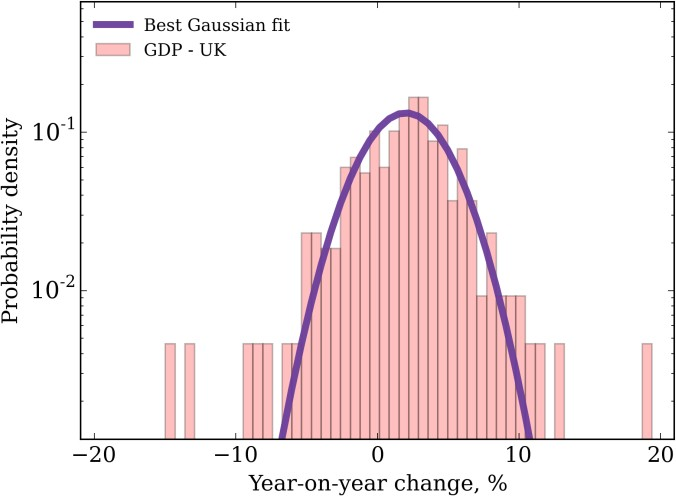 Best Gaussian fit
GDP - UK
Probability density
10-1
10-2
−20 −10 0 10 20
Year-on-year change, %